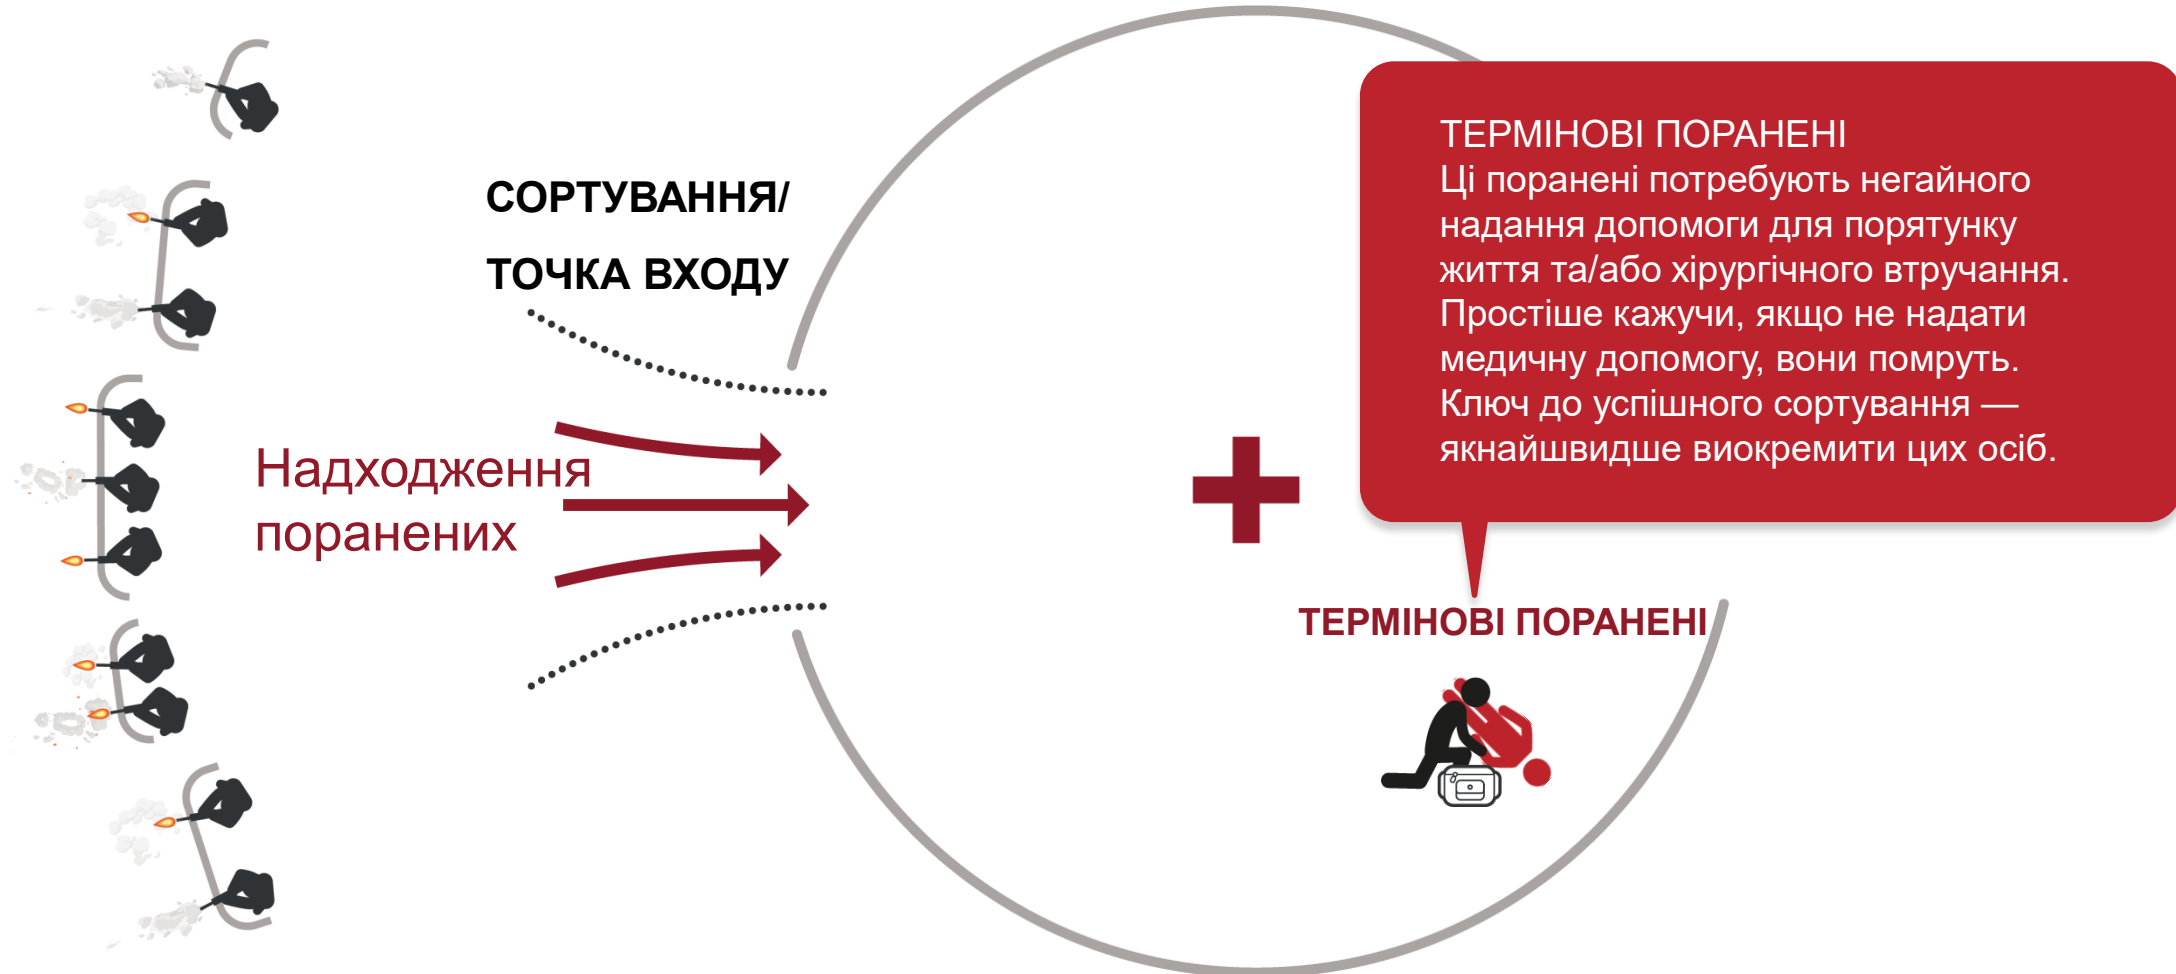 СОРТУВАННЯ/
ТОЧКА ВХОДУ
Надходження
поранених
ТЕРМІНОВІ ПОРАНЕНІ
Ці поранені потребують негайного
надання допомоги для порятунку
життя та/або хірургічного втручання.
Простіше кажучи, якщо не надати
медичну допомогу, вони помруть.
Ключ до успішного сортування —
якнайшвидше виокремити цих осіб.
ТЕРМІНОВІ ПОРАНЕНІ